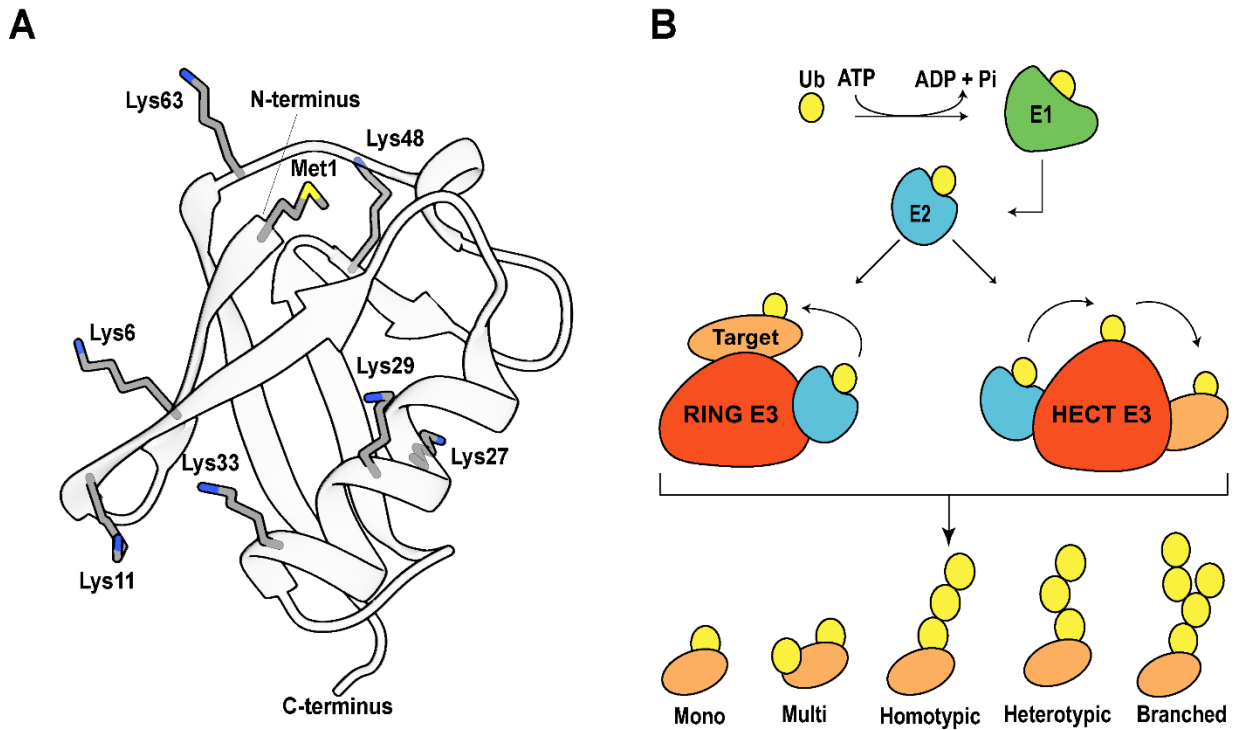 A
Lys63
N-terminus
Lys48
Met1
Lys6
Lys29
Lys27
Lys33
Lys11
C-terminus
B
Ub
ATP
ADP + Pi
E1
E2
Target
RING E3
HECT E3
Mono
Multi
Homotypic
Heterotypic
Branched